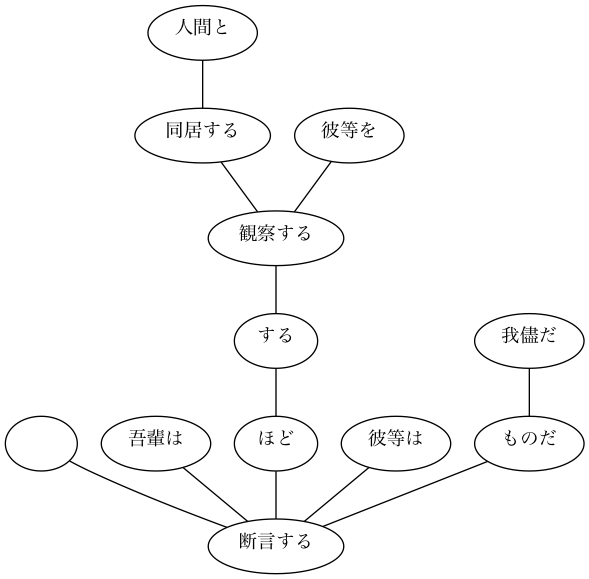 人間と
同居する
彼等を
観察する
する
我儘だ
吾輩は
ほど
彼等は
ものだ
断言する